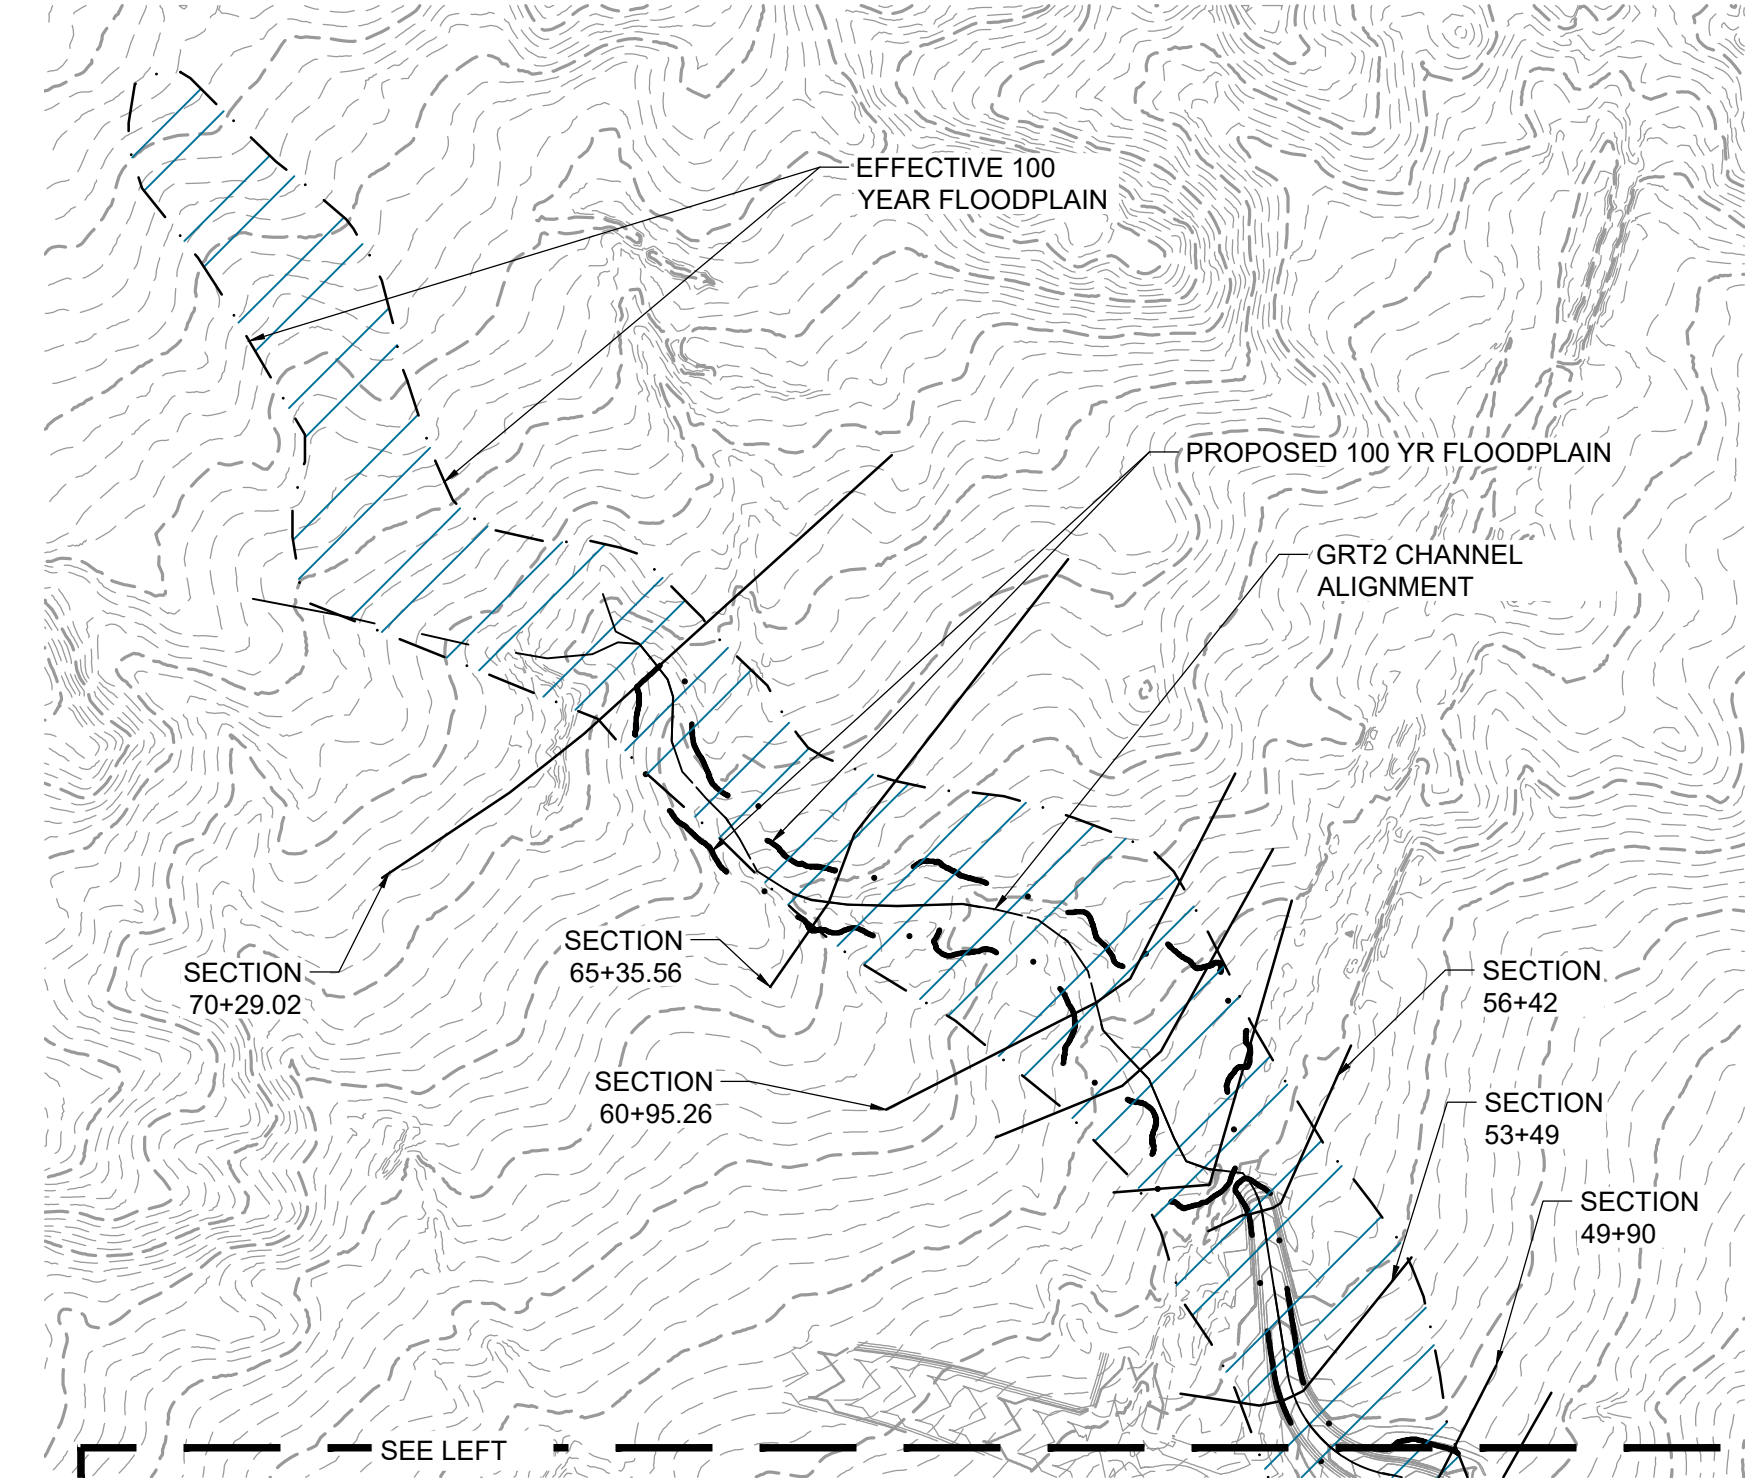 EFFECTIVE 100
YEAR FLOODPLAIN
PROPOSED 100 YR FLOODPLAIN
GRT2 CHANNEL
ALIGNMENT
SECTION
65+35.56
SECTION
70+29.02
SECTION
56+42
SECTION
60+95.26
SECTION
53+49
SECTION
49+90
SEE LEFT